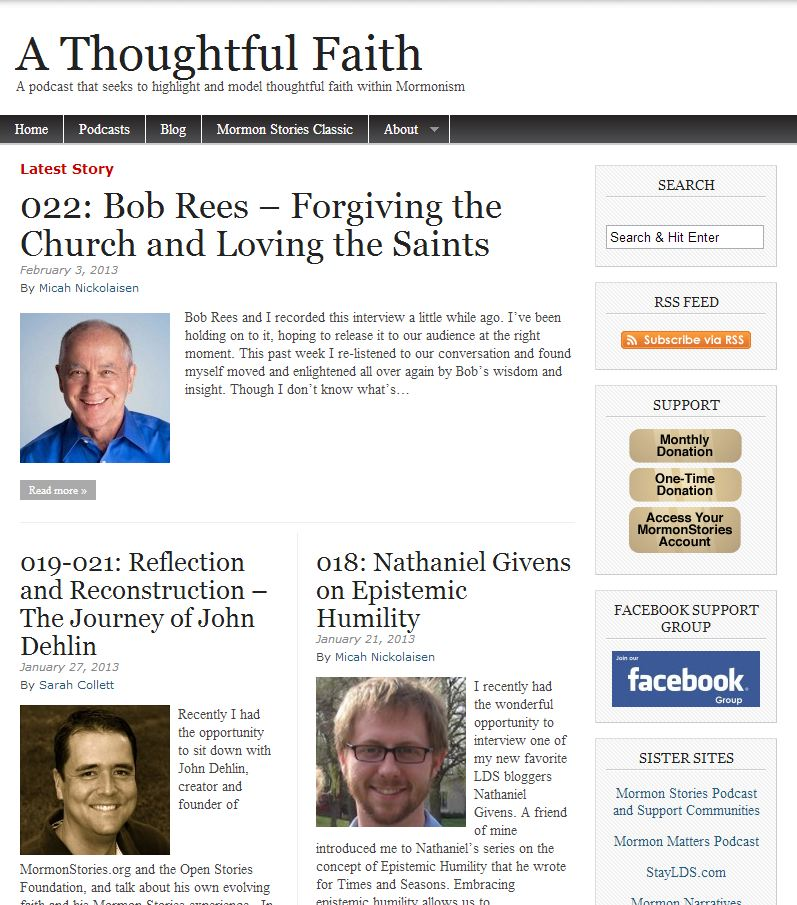 A Thoughtful Faith
A podcast that seeks to highlight and model thoughtful faith within Mormonism
Home
Podcasts
Blog
Mormon Stories Classic
About
Latest Story
022: Bob Rees – Forgiving the
Church and Loving the Saints
February 3, 2013
By Micah Nickolaisen
Bob Rees and I recorded this interview a little while ago. I’ve been
holding on to it, hoping to release it to our audience at the right
moment. This past week I re-listened to our conversation and found
myself moved and enlightened all over again by Bob’s wisdom and
insight. Though I don’t know what’s…
Read more »
019-021: Reflection
and Reconstruction –
The Journey of John
Dehlin
January 27, 2013
By Sarah Collett
Recently I had
the opportunity
to sit down with
John Dehlin,
creator and
founder of
MormonStories.org and the Open Stories
Foundation, and talk about his own evolving
faith and his Mormon Stories experience. In
018: Nathaniel Givens
on Epistemic
Humility
January 21, 2013
By Micah Nickolaisen
I recently had
the wonderful
opportunity to
interview one of
my new favorite
LDS bloggers
Nathaniel
Givens. A friend
of mine
introduced me to Nathaniel’s series on the
concept of Epistemic Humility that he wrote
for Times and Seasons. Embracing
epistemic humility allows us to
SEARCH
Search & Hit Enter
RSS FEED
Subscribe via RSS
SUPPORT
Monthly
Donation
One-Time
Donation
Access Your
MormonStories
Account
FACEBOOK SUPPORT
GROUP
Join our
facebook
Group
SISTER SITES
Mormon Stories Podcast
and Support Communities
Mormon Matters Podcast
StayLDS.com
Mormon Narratives